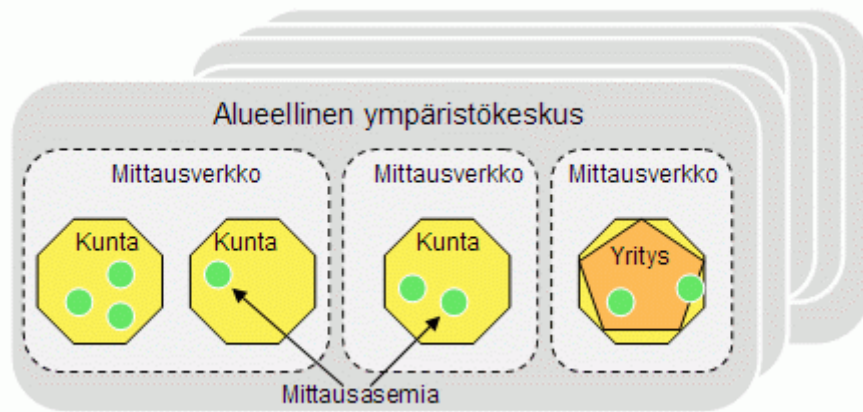 Alueellinen ympäristökeskus
Mittausverkko
Mittausverkko
Mittausverkko
Kunta
Kunta
Kunta
Yritys
Mittausasemia